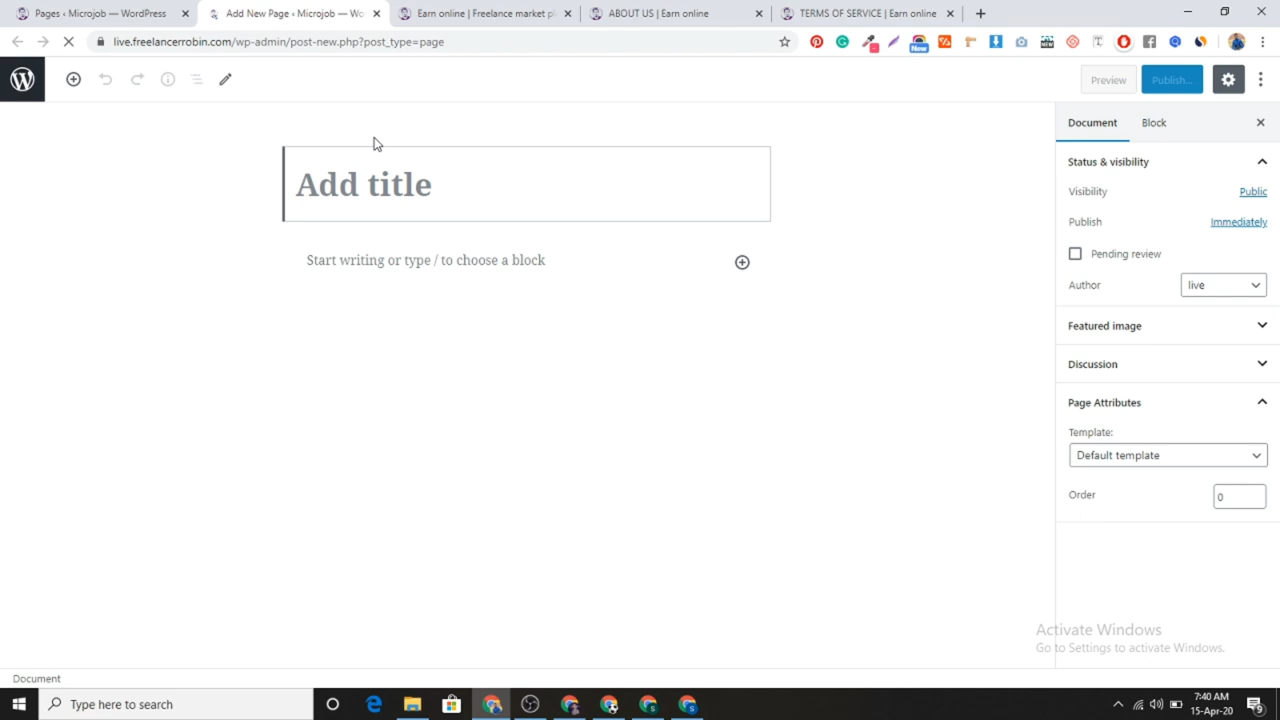 Pages ‹ Microjob — WordPress
Add New Page ‹ Microjob — Wo
Earn online | Freelance market pl
ABOUT US | Earn online
TERMS OF SERVICE | Earn online
live.freelancerrobin.com/wp-admin/post-new.php?post_type=page
New
NEW
Preview
Publish...
Document
Block
Status & visibility
Add title
Visibility
Public
Publish
Immediately
Start writing or type / to choose a block
Pending review
Author
live
Featured image
Discussion
Page Attributes
Template:
Default template
Order
0
Activate Windows
Go to Settings to activate Windows.
Document
Type here to search
7:40 AM
15-Apr-20
9